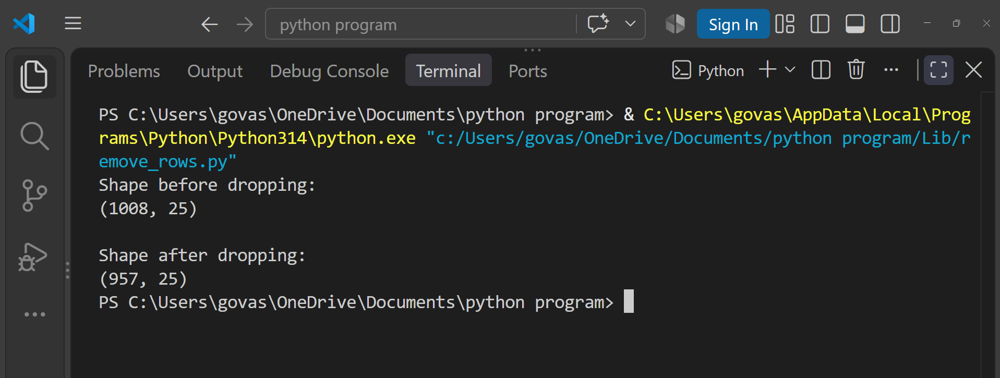 python program
Sign In
Problems Output Debug Console Terminal Ports Python
PS C:\Users\govas\OneDrive\Documents\python program> & C:\Users\govas\AppData\Local\Prog
rams\Python\Python314\python.exe "c:/Users/govas/OneDrive/Documents/python program/Lib/r
emove_rows.py"
Shape before dropping:
(1008, 25)
Shape after dropping:
(957, 25)
PS C:\Users\govas\OneDrive\Documents\python program>